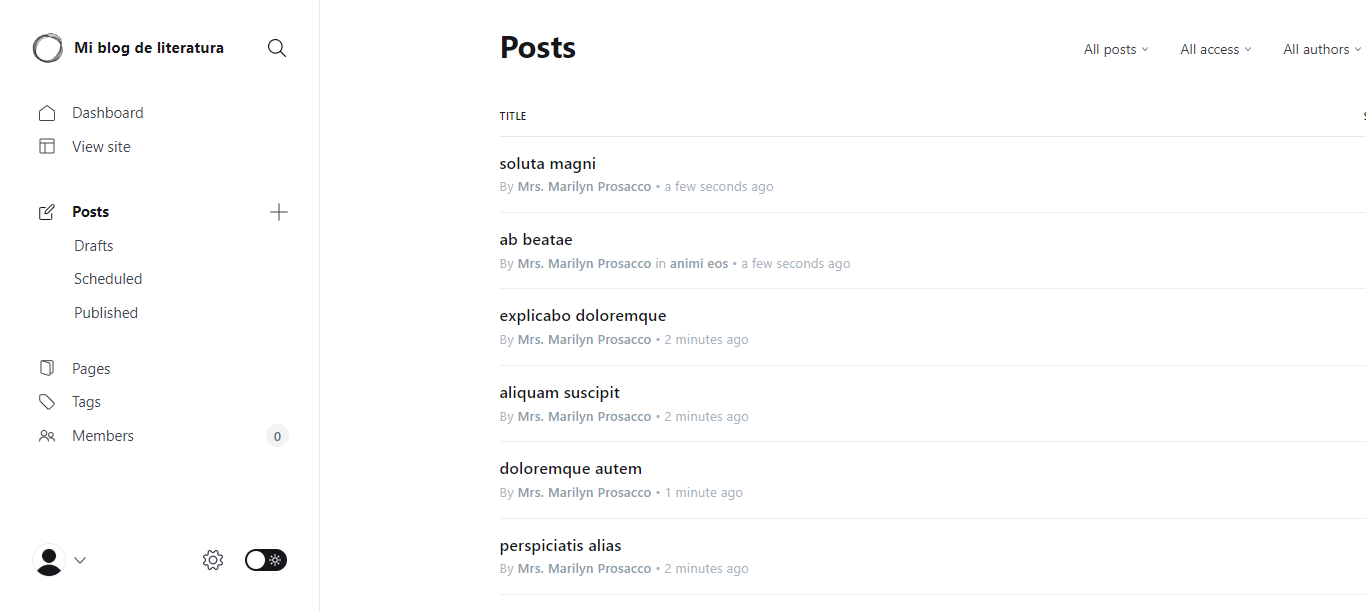 Mi blog de literatura
Dashboard
View site
Posts
Drafts
Scheduled
Published
Pages
Tags
Members 0
Posts
All posts All access All authors
TITLE
soluta magni
By Mrs. Marilyn Prosacco • a few seconds ago
ab beatae
By Mrs. Marilyn Prosacco in animi eos • a few seconds ago
explicabo doloremque
By Mrs. Marilyn Prosacco • 2 minutes ago
aliquam suscipit
By Mrs. Marilyn Prosacco • 2 minutes ago
doloremque autem
By Mrs. Marilyn Prosacco • 1 minute ago
perspiciatis alias
By Mrs. Marilyn Prosacco • 2 minutes ago